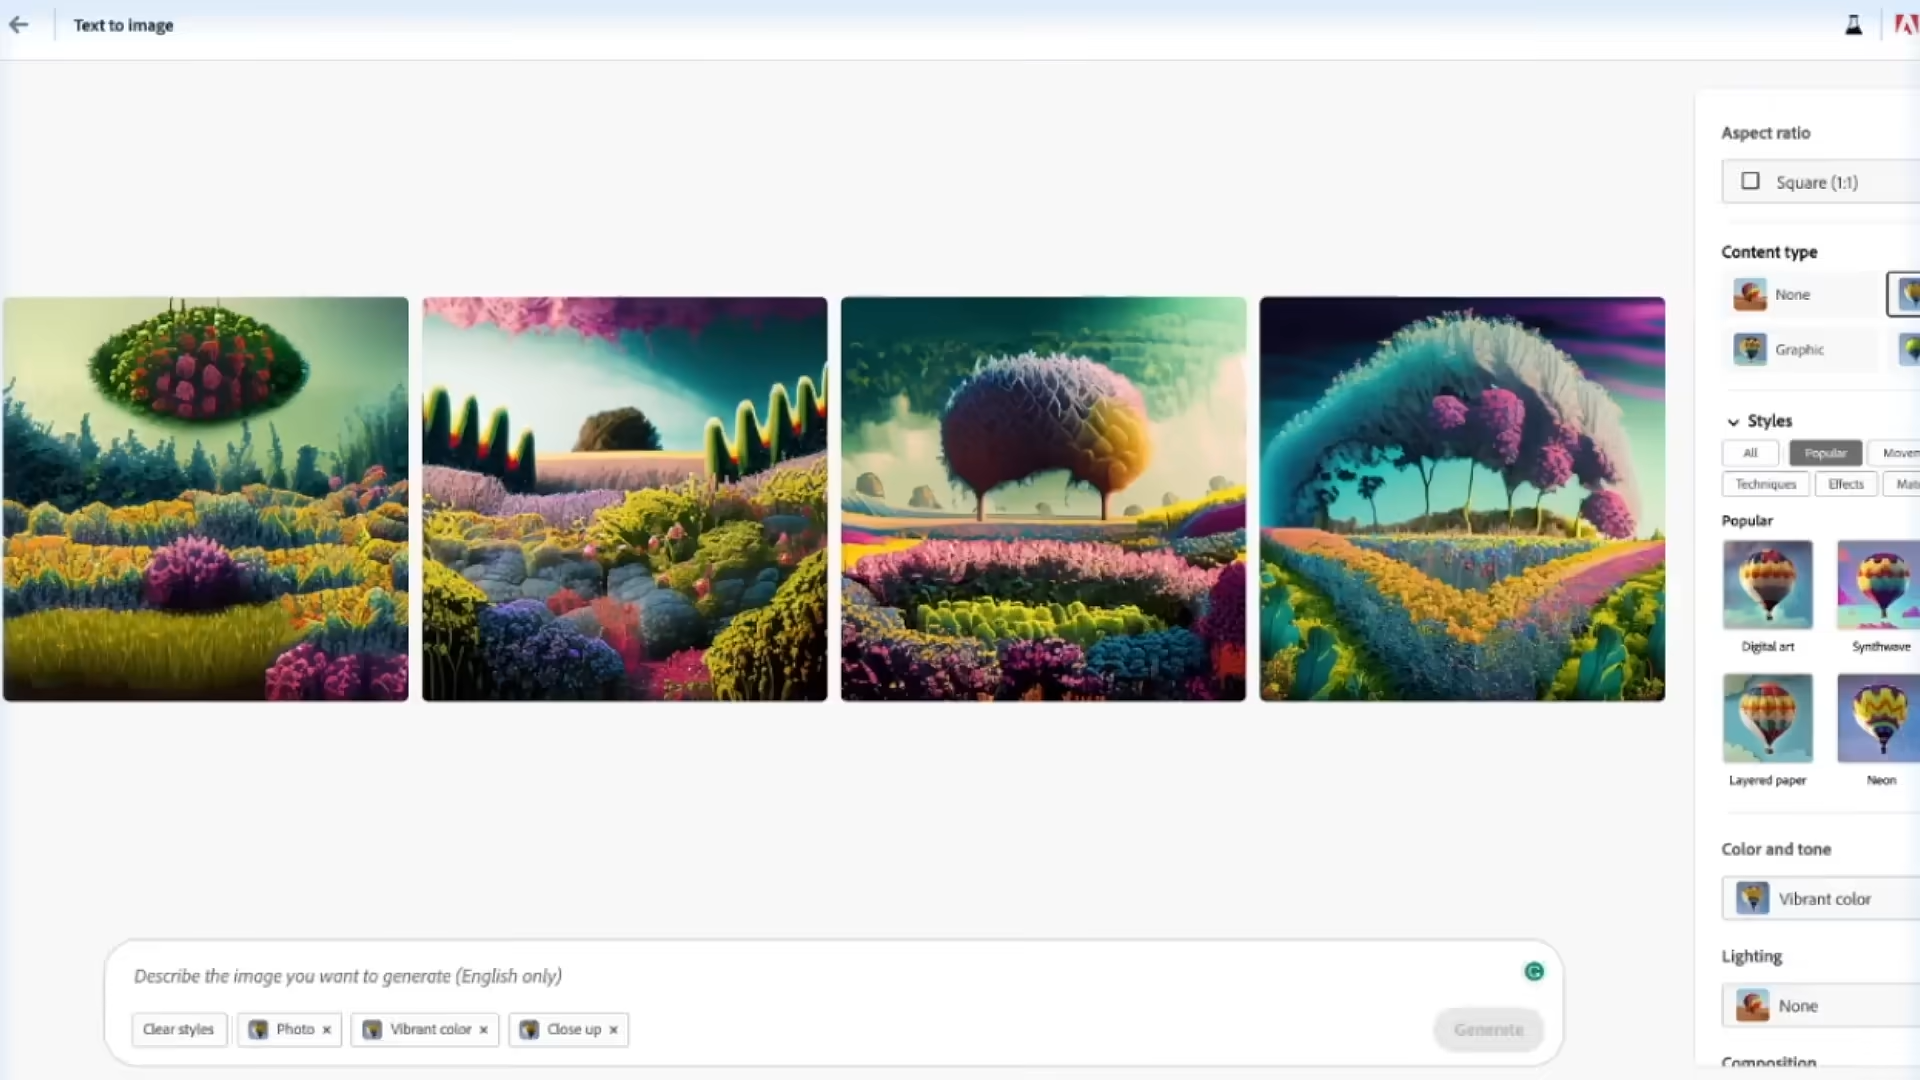 Text to image
Aspect ratio
Square (1:1)
Content type
None
Graphic
Styles
All
Popular
Techniques
Effects
Popular
Digital art
Synthwave
Layered paper
Neon
Color and tone
Vibrant color
Lighting
None
Composition
Describe the image you want to generate (English only)
Clear styles
Photo ×
Vibrant color ×
Close up ×
Generate